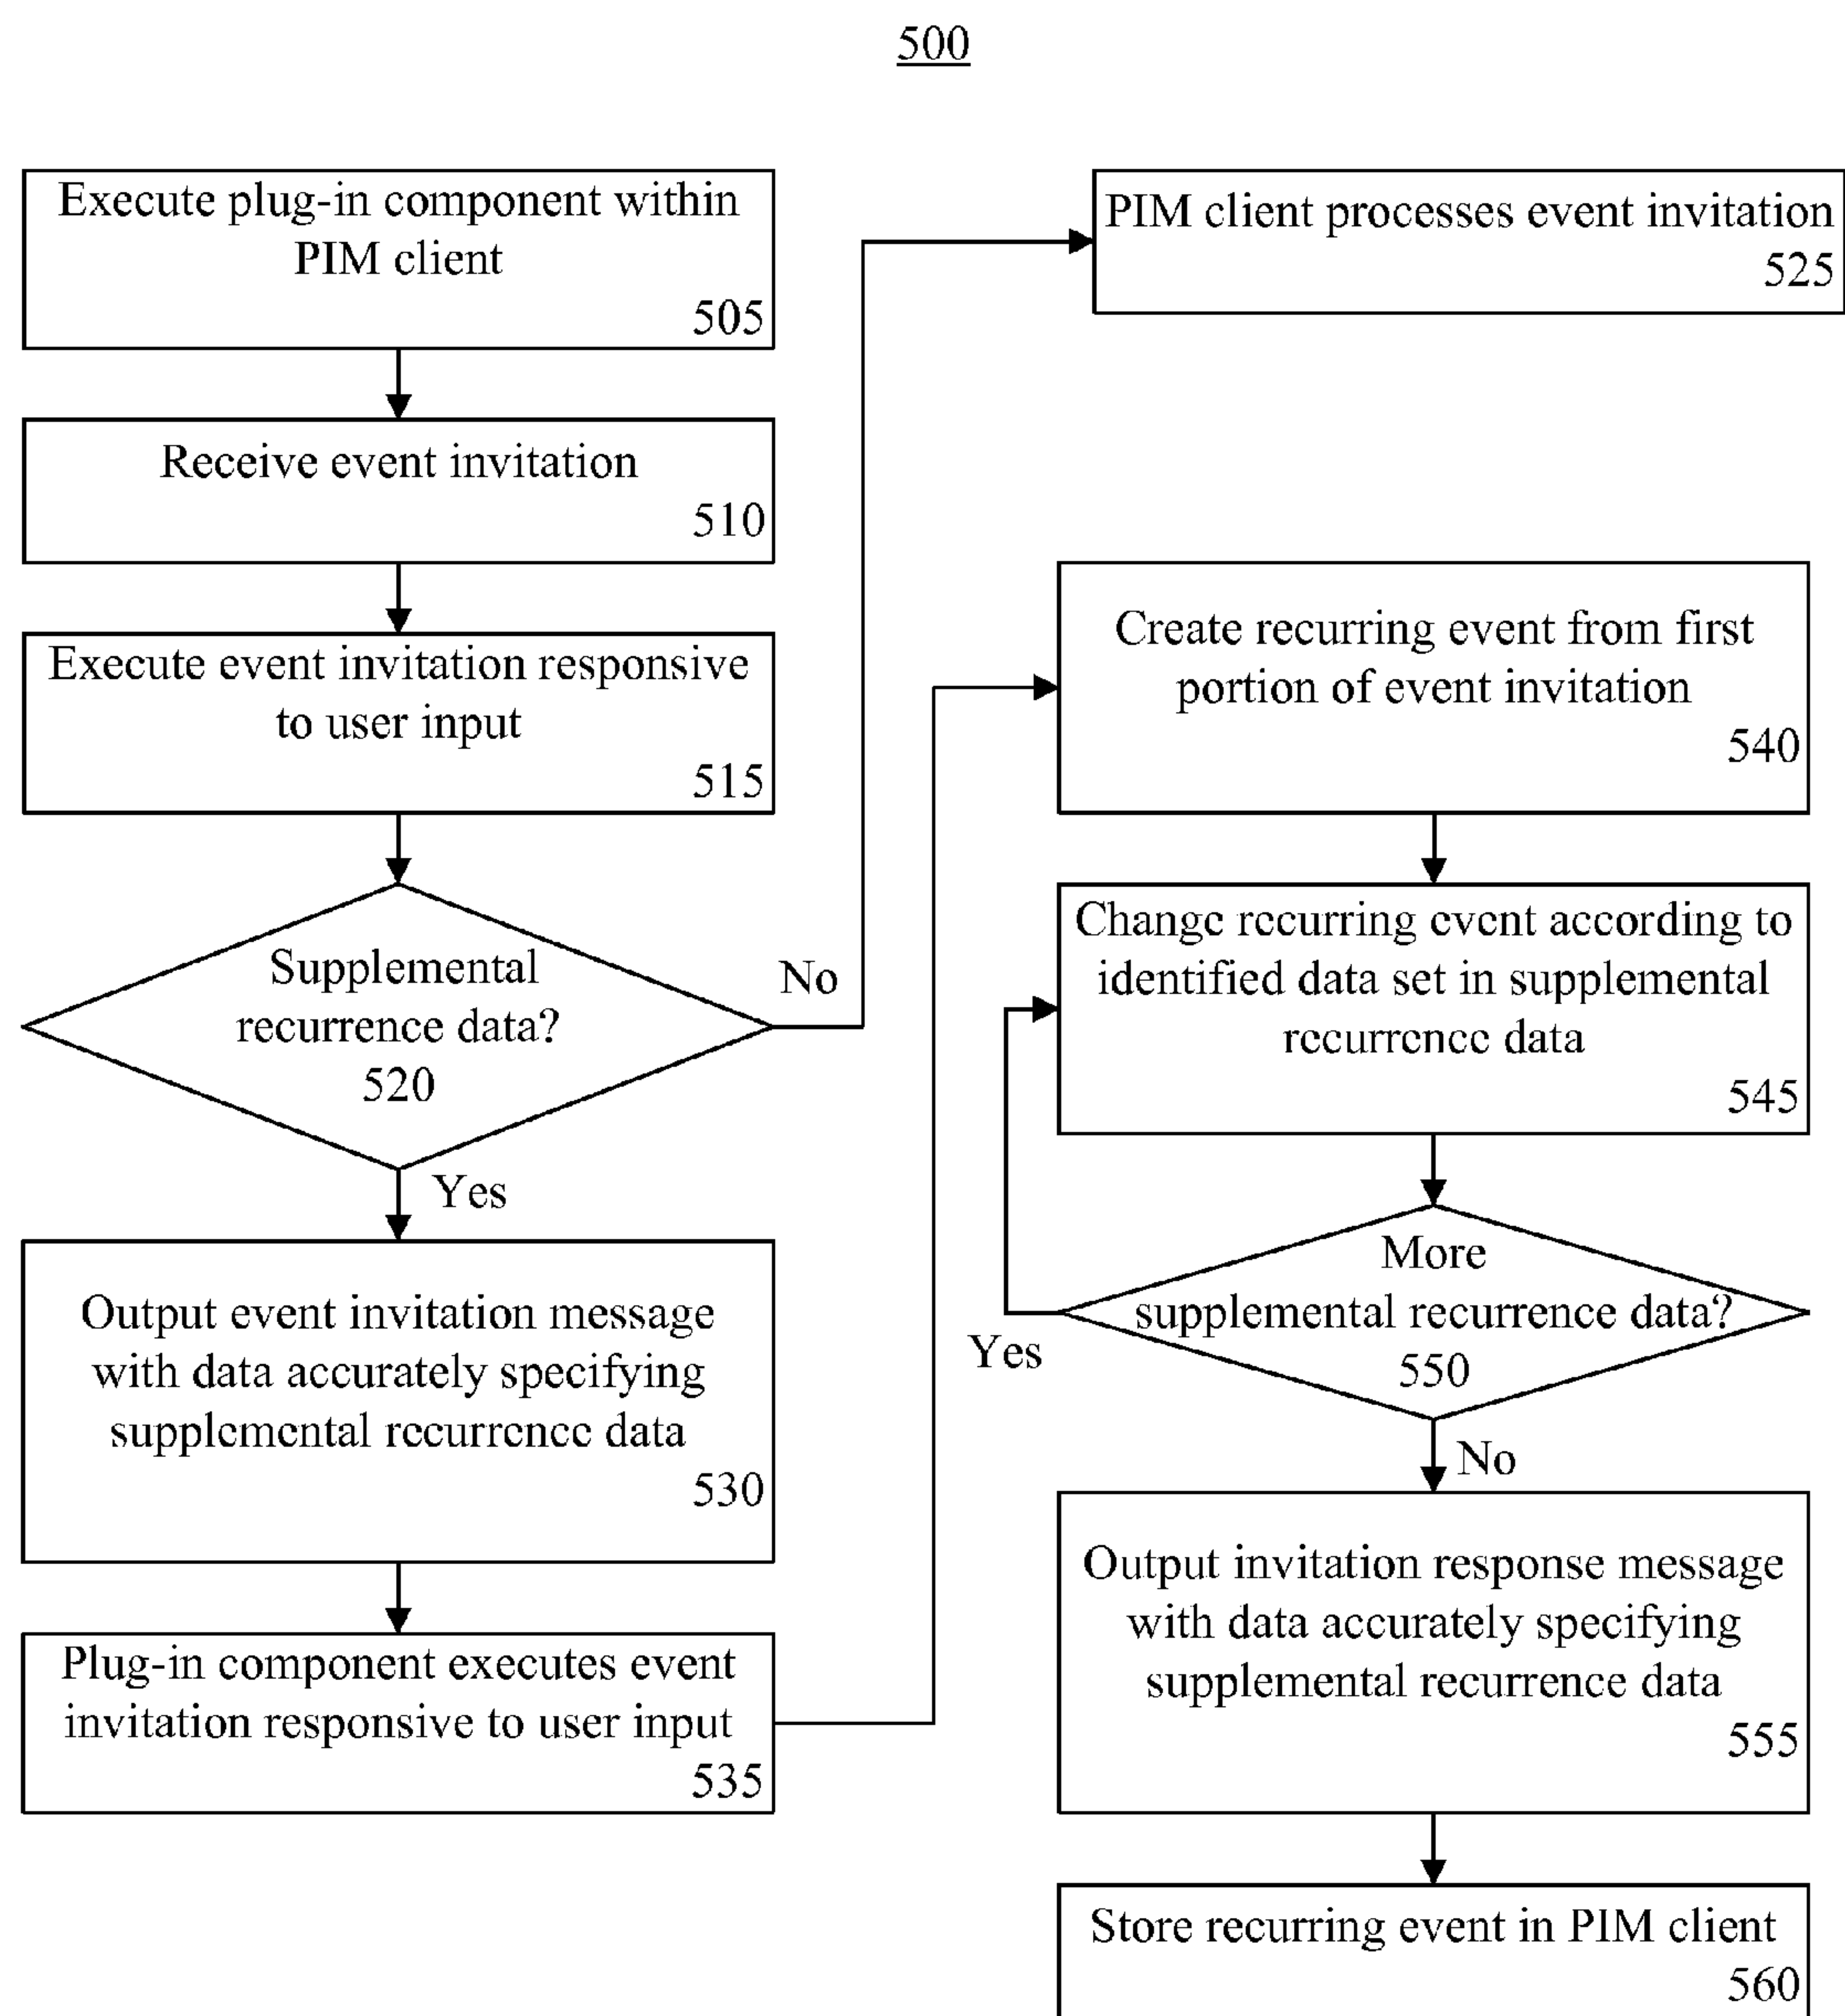 500
Execute plug-in component within
PIM client
505
Receive event invitation
510
Execute event invitation responsive
to user input
515
Supplemental
recurrence data?
520
No
Yes
PIM client processes event invitation
525
Output event invitation message
with data accurately specifying
supplemental recurrence data
530
Plug-in component executes event
invitation responsive to user input
535
Create recurring event from first
portion of event invitation
540
Change recurring event according to
identified data set in supplemental
recurrence data
545
More
supplemental recurrence data?
550
Yes
No
Output invitation response message
with data accurately specifying
supplemental recurrence data
555
Store recurring event in PIM client
560